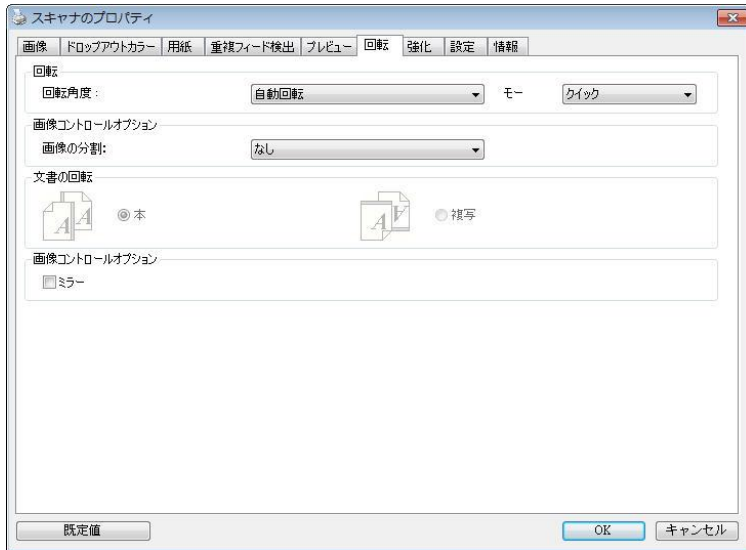 スキャナのプロパティ
画像 ドロップアウトカラー 用紙 重複フィード検出 プレビュー 回転 強化 設定 情報
回転
回転角度: 自動回転 モー クイック
画像コントロールオプション
画像の分割: なし
文書の回転
A A 本 A A 複写
画像コントロールオプション
ミラー
既定値 OK キャンセル